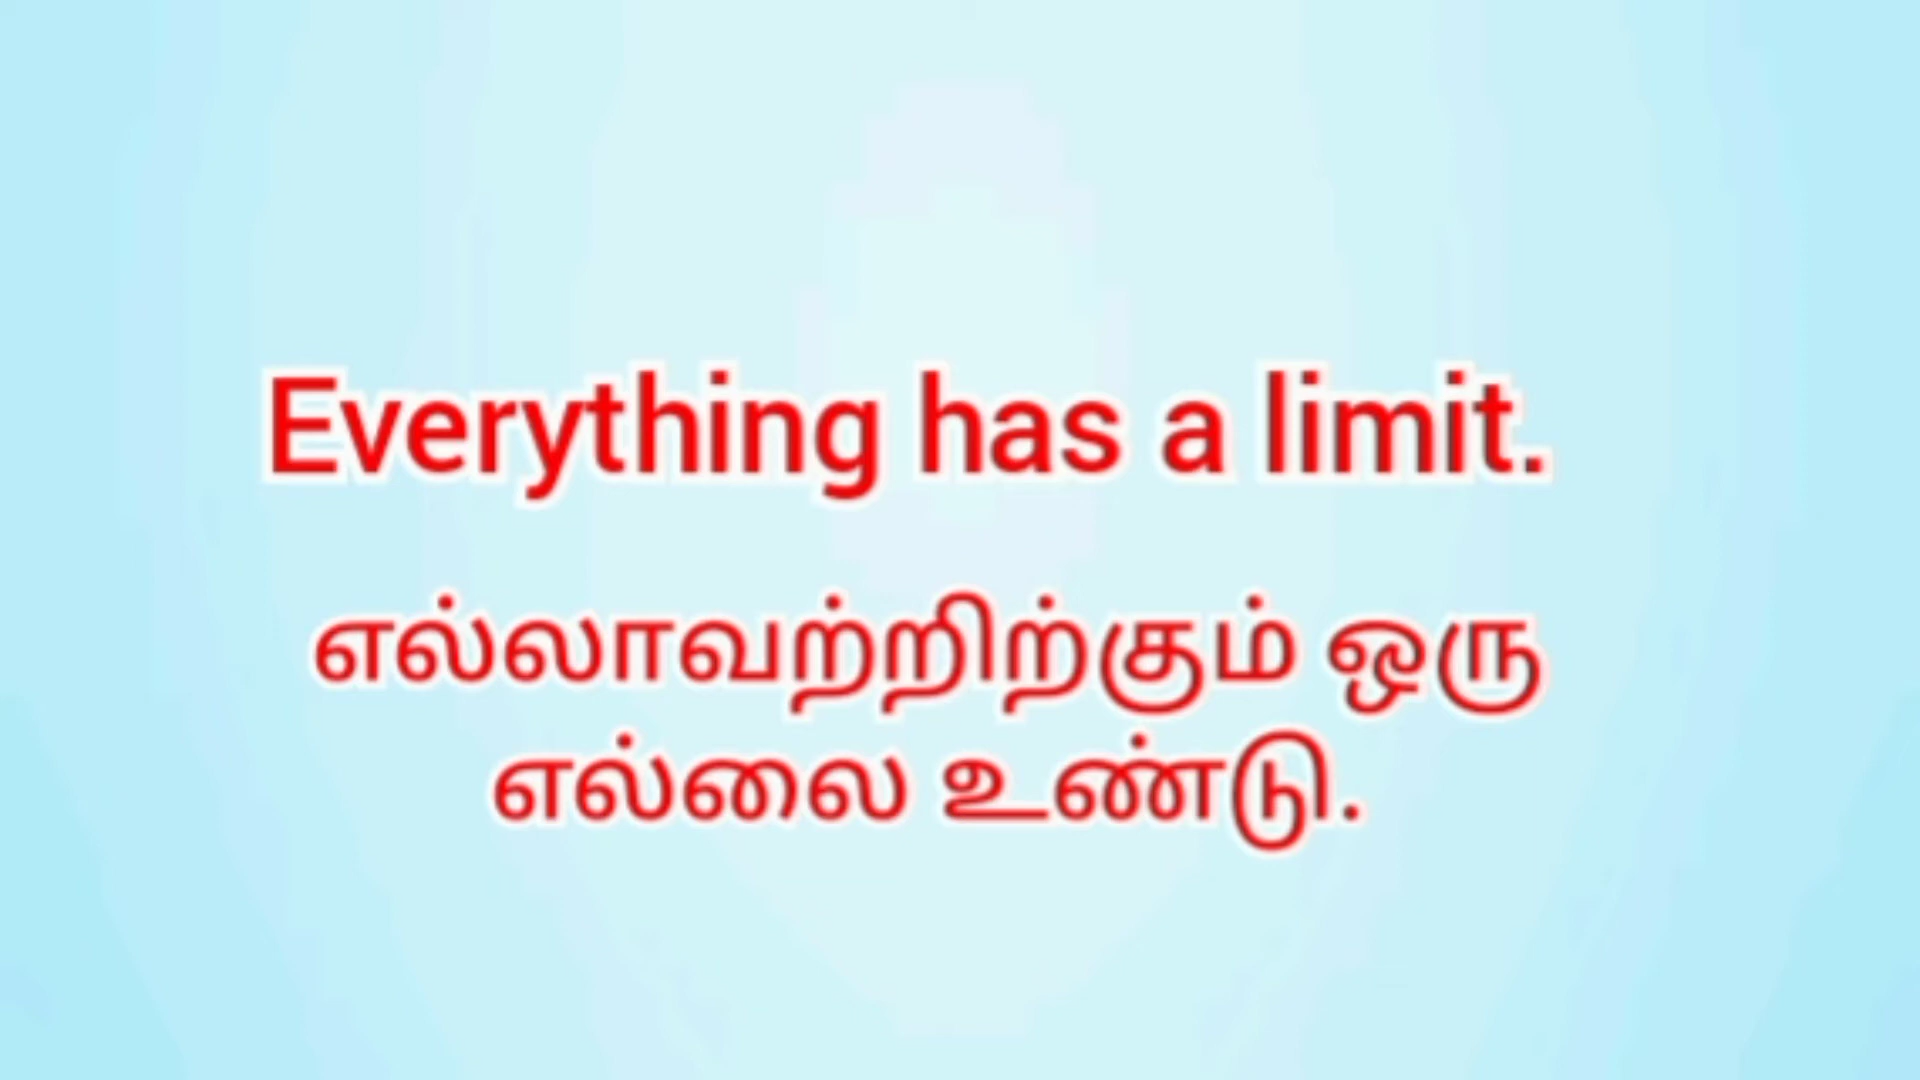 Everything has a limit.
எல்லாவற்றிற்கும் ஒரு
எல்லை உண்டு.